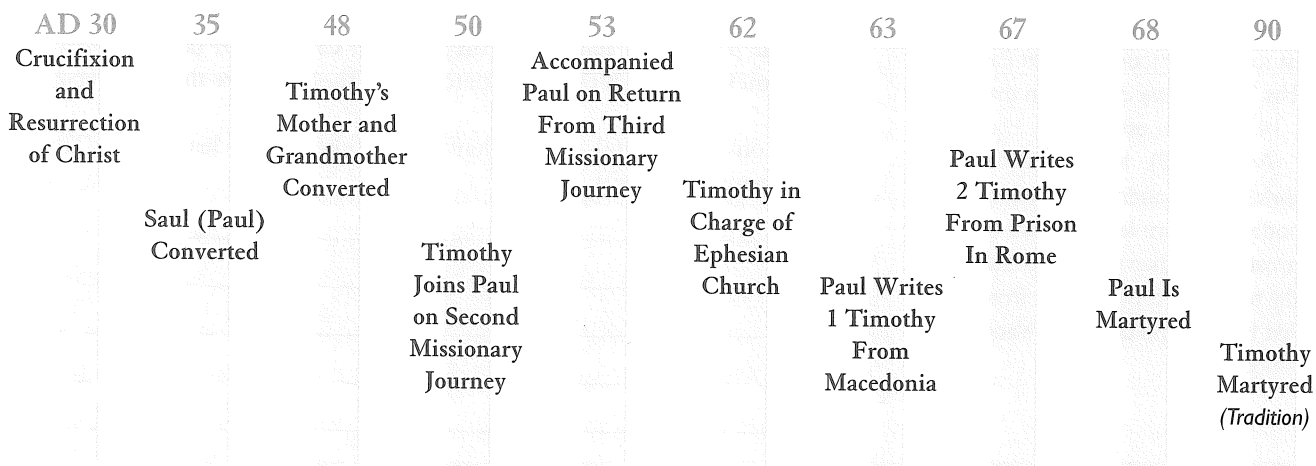 AD 30 35 48 50 53 62 63 67 68 90
Crucifixion
and
Resurrection
of Christ
Saul (Paul)
Converted
Timothy's
Mother and
Grandmother
Converted
Timothy
Joins Paul
on Second
Missionary
Journey
Accompanied
Paul on Return
From Third
Missionary
Journey
Timothy in
Charge of
Ephesian
Church
Paul Writes
1 Timothy
From
Macedonia
Paul Writes
2 Timothy
From Prison
In Rome
Paul Is
Martyred
Timothy
Martyred
(Tradition)